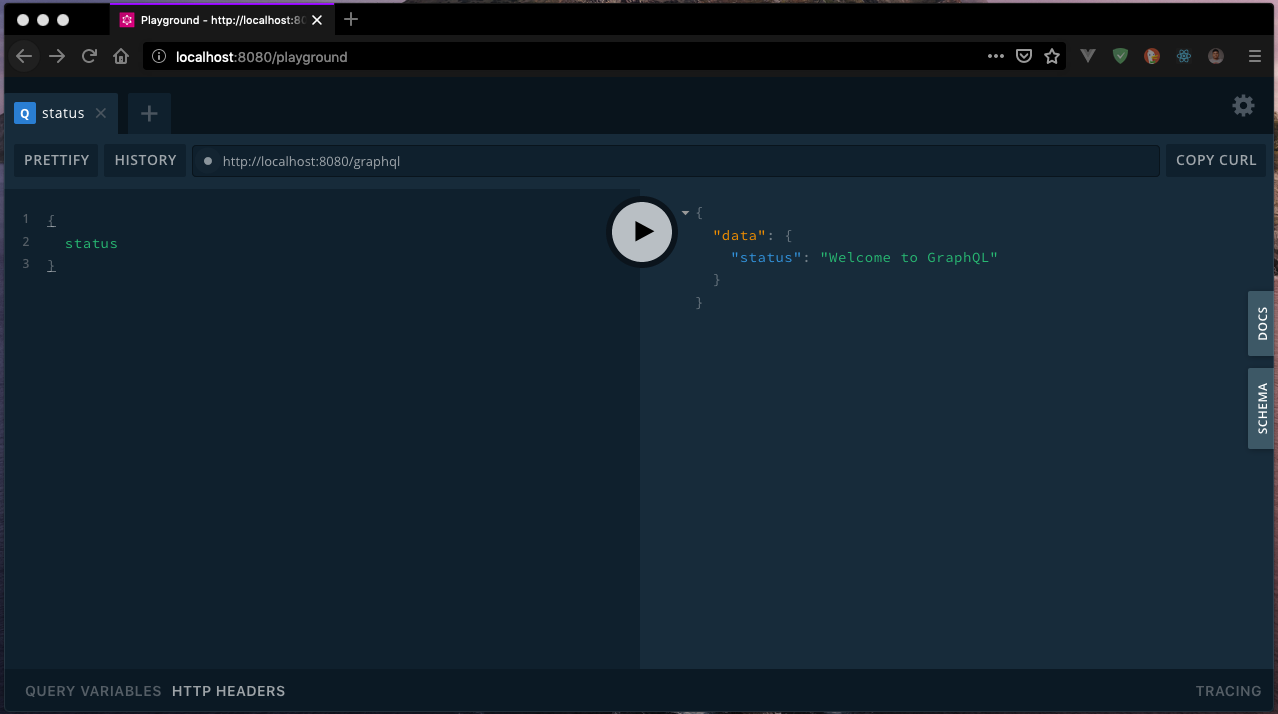 Playground - http://localhost:80
localhost:8080/playground
Q status
PRETTIFY HISTORY http://localhost:8080/graphql COPY CURL
1 {
2 status
3 }
{
"data": {
"status": "Welcome to GraphQL"
}
}
DOCS
SCHEMA
QUERY VARIABLES HTTP HEADERS TRACING